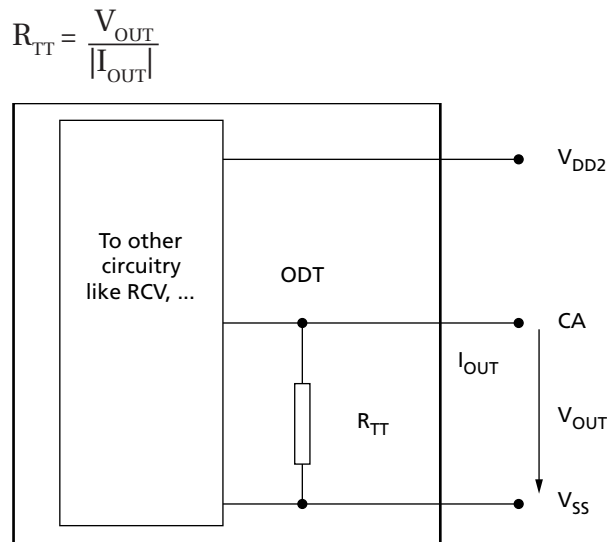 R_TT = V_OUT / |I_OUT|
V_DD2
To other
circuitry
like RCV, ...
ODT
CA
I_OUT
R_TT
V_OUT
V_SS